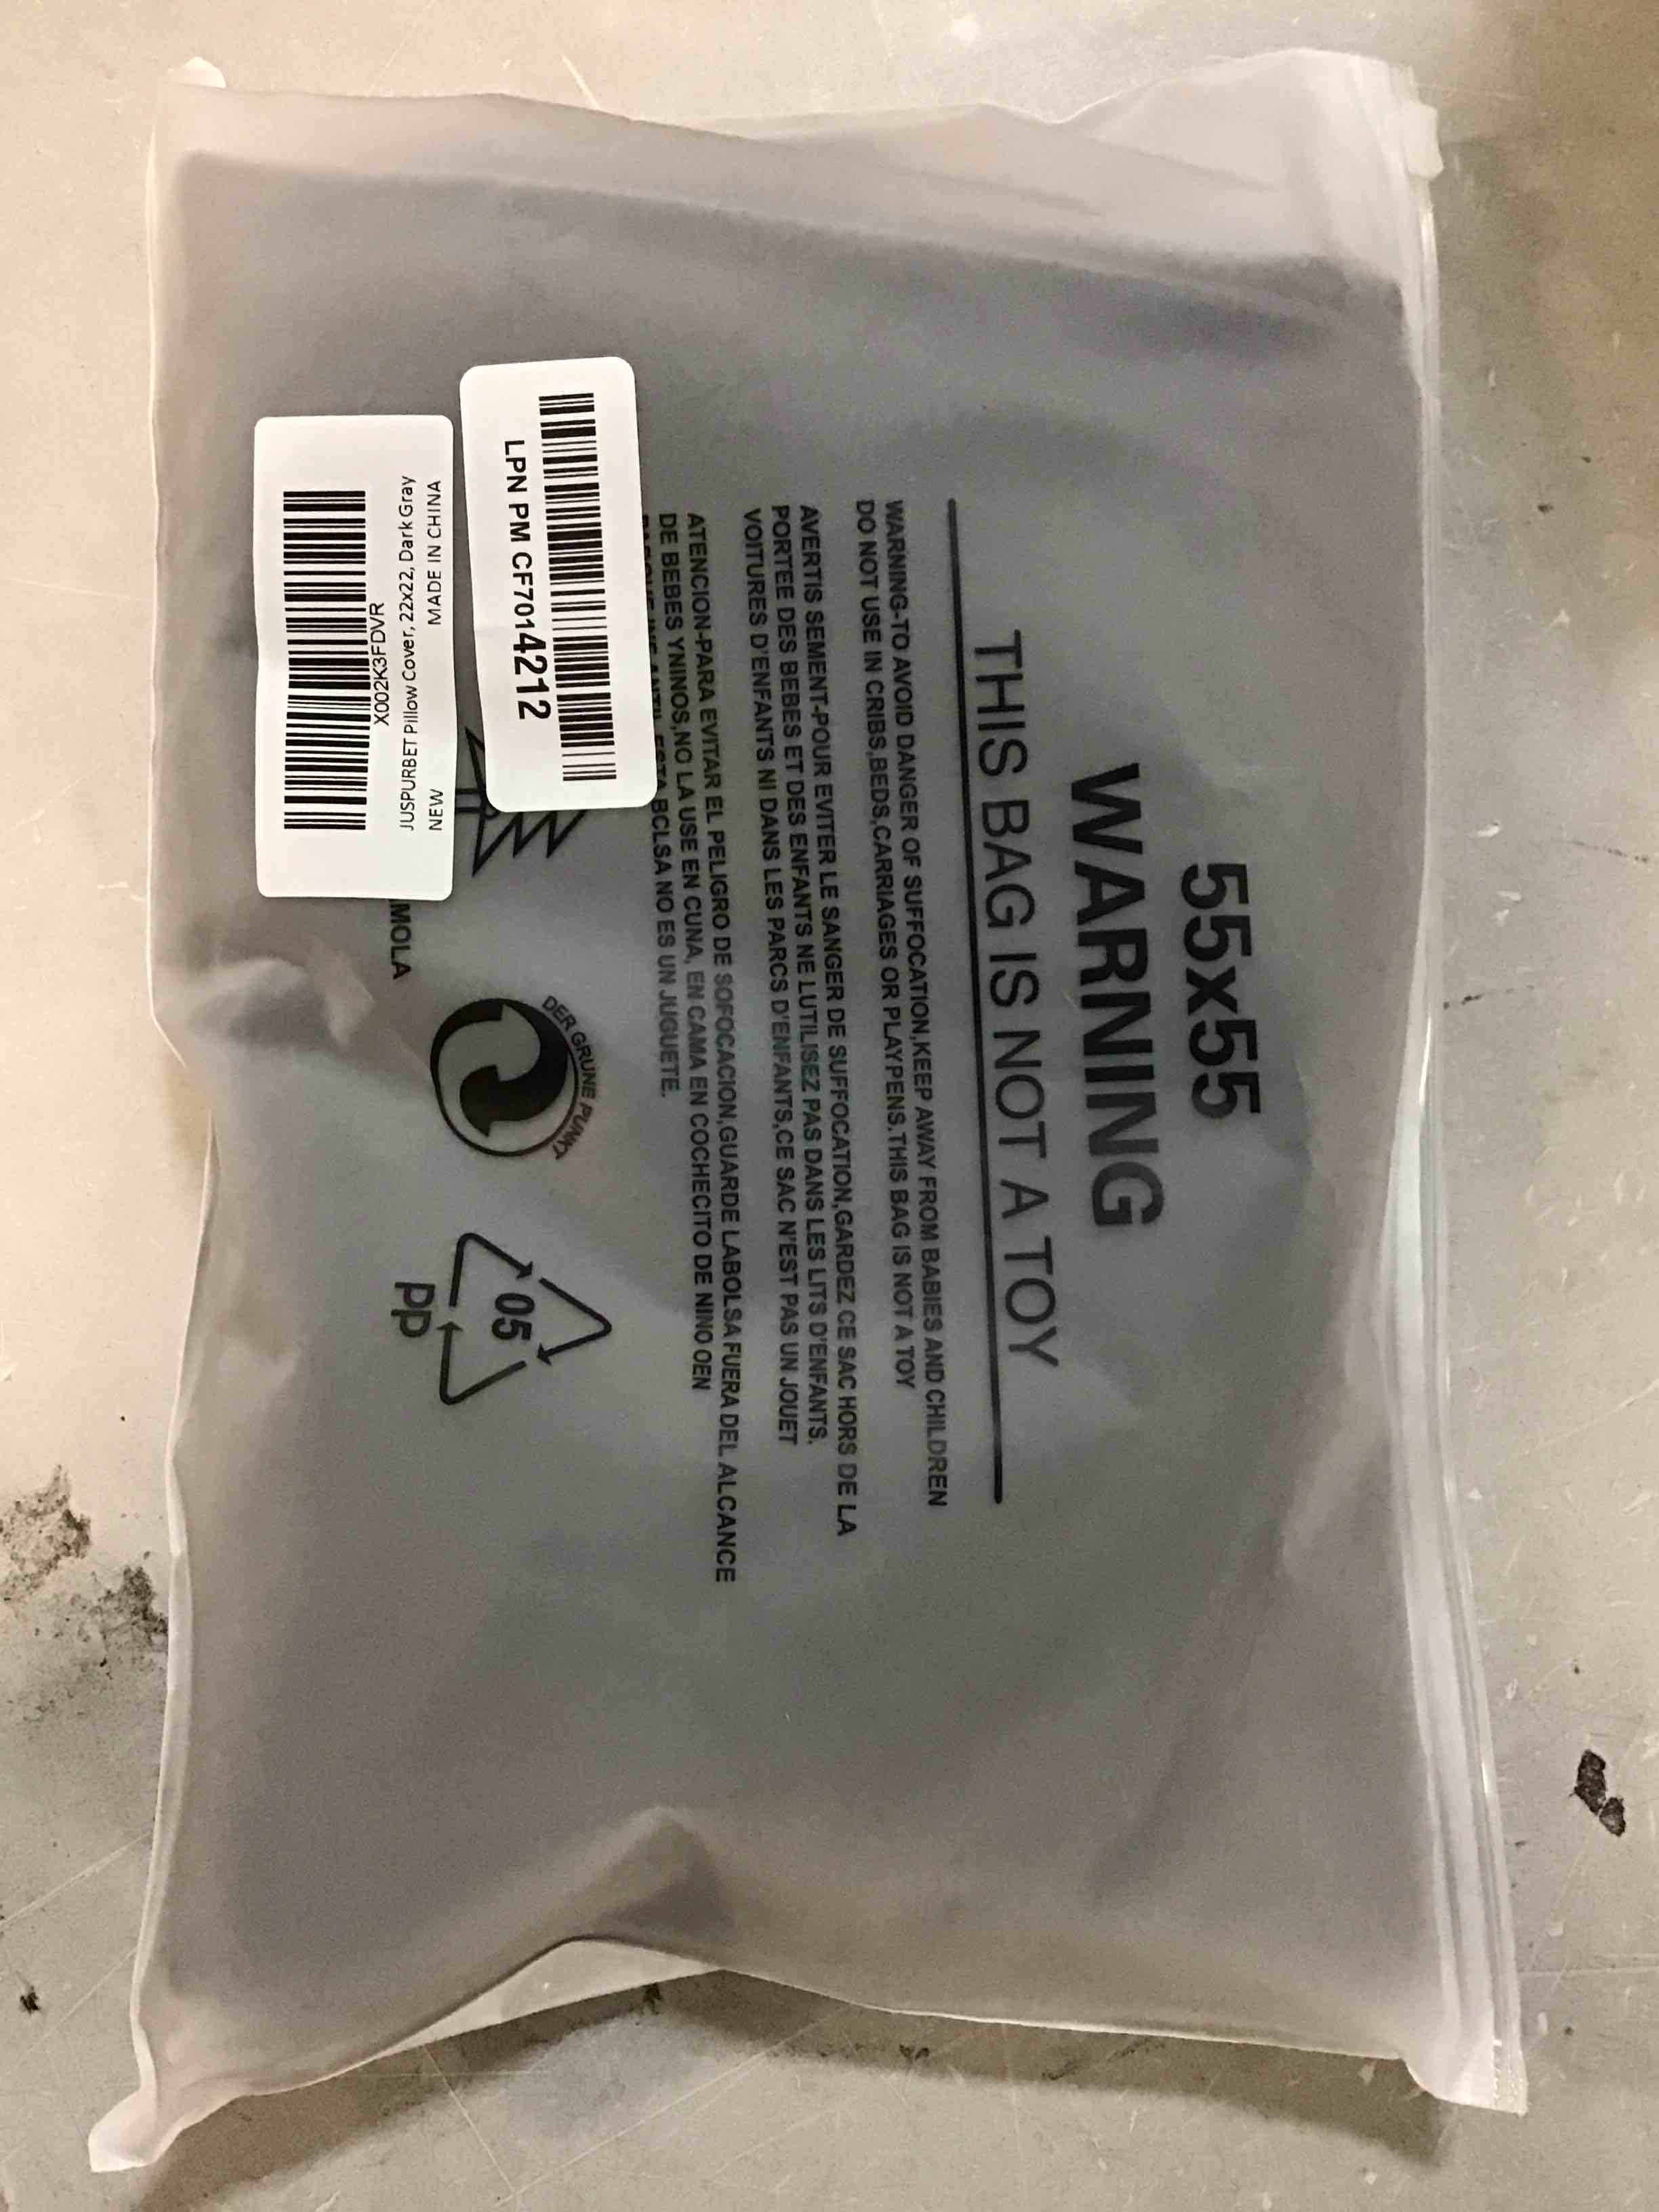 55x55
WARNING
THIS BAG IS NOT A TOY
WARNING-TO AVOID DANGER OF SUFFOCATION,KEEP AWAY FROM BABIES AND CHILDREN
DO NOT USE IN CRIBS,BEDS,CARRIAGES OR PLAYPENS.THIS BAG IS NOT A TOY
AVERTIS SEMENT-POUR EVITER LE SANGER DE SUFFOCATION,GARDEZ CE SAC HORS DE LA
PORTEE DES BEBES ET DES ENFANTS NE LUTILISEZ PAS DANS LES LITS D'ENFANTS.
VOITURES D'ENFANTS NI DANS LES PARCS D'ENFANTS,CE SAC N'EST PAS UN JOUET
ATENCION-PARA EVITAR EL PELIGRO DE SOFOCACION,GUARDE LABOLSA FUERA DEL ALCANCE
DE BEBES YNINOS,NO LA USE EN CUNA, EN CAMA EN COCHECITO DE NINO OEN
ESTA BCLSA NO ES UN JUGUETE.
LPN PM CF7014212
DER GRUNE PUNKT
05
PP
MOLA
X002K3FDVR
JUSPURBET Pillow Cover, 22x22, Dark Gray
NEW
MADE IN CHINA